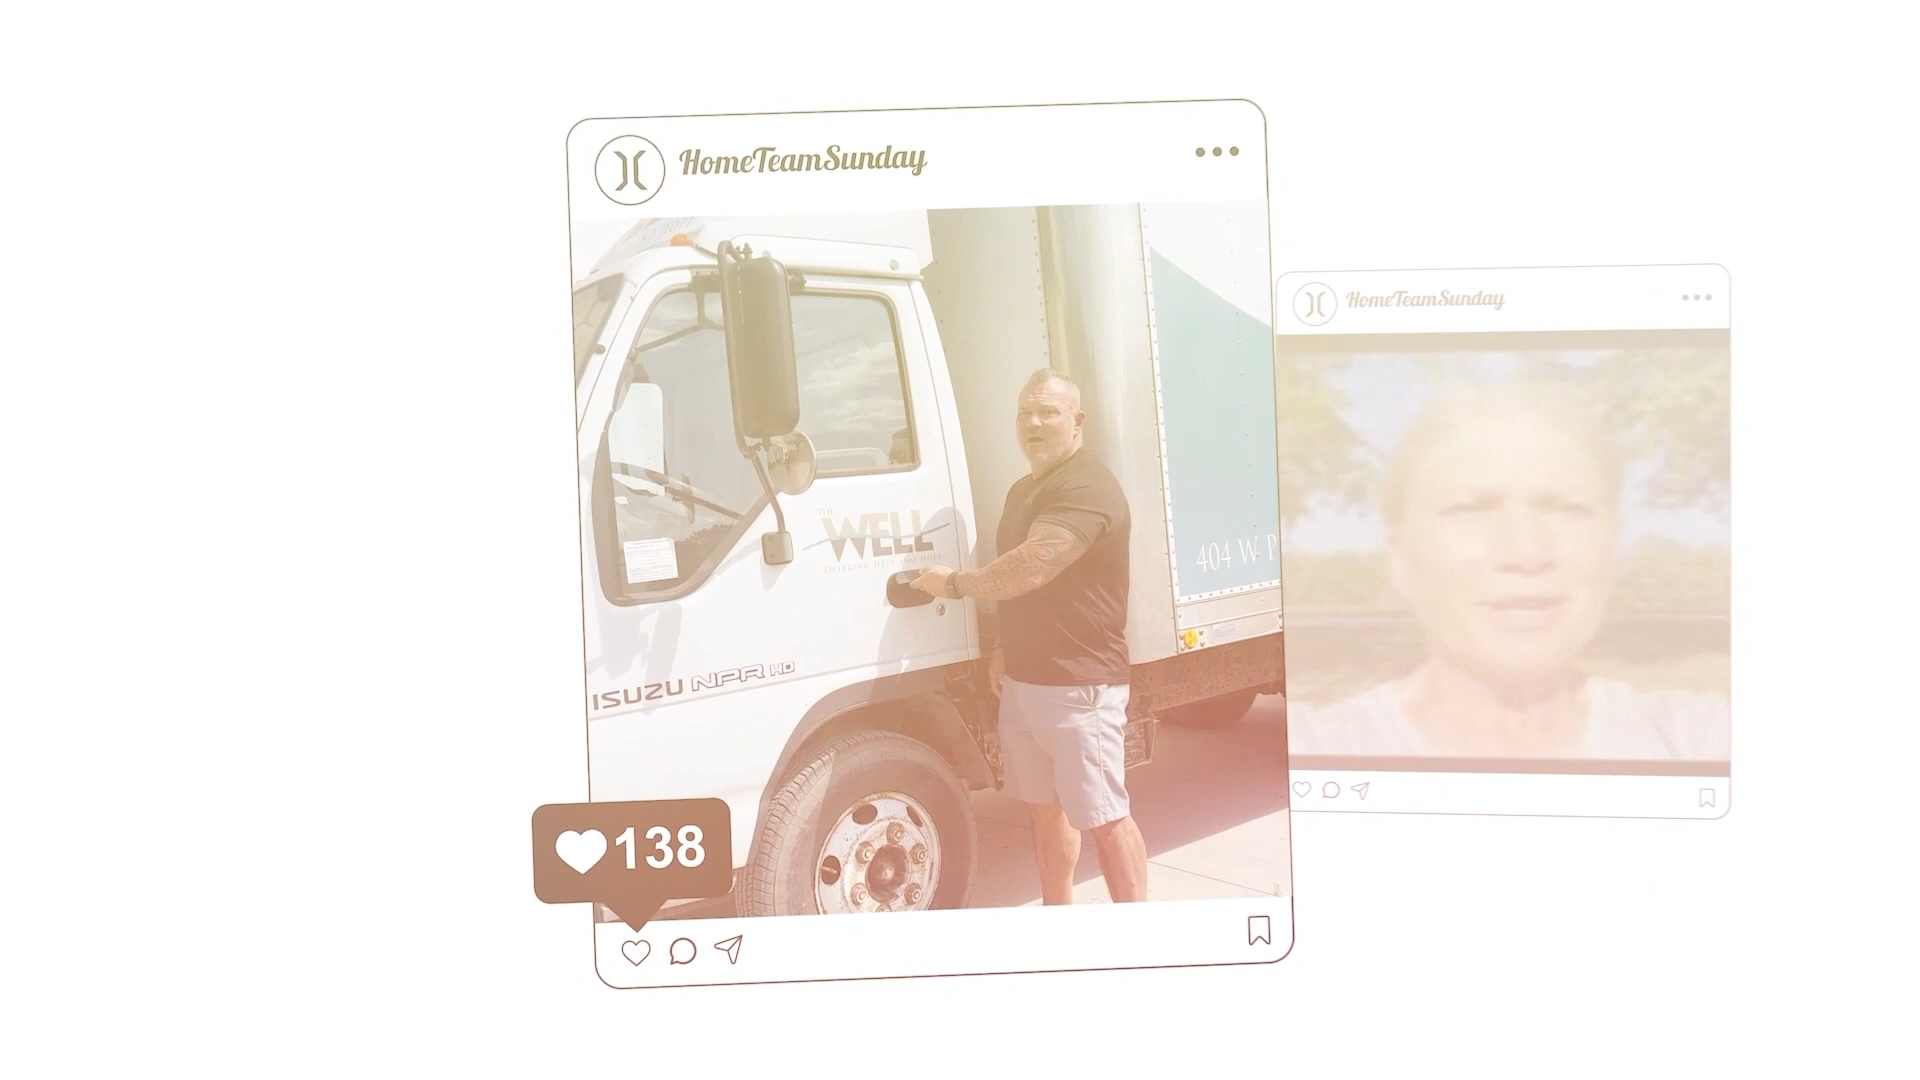 HomeTeamSunday
THE
WELL
OFFERING HELP AND HOPE
404 W P
ISUZU NPR HD
138
HomeTeamSunday